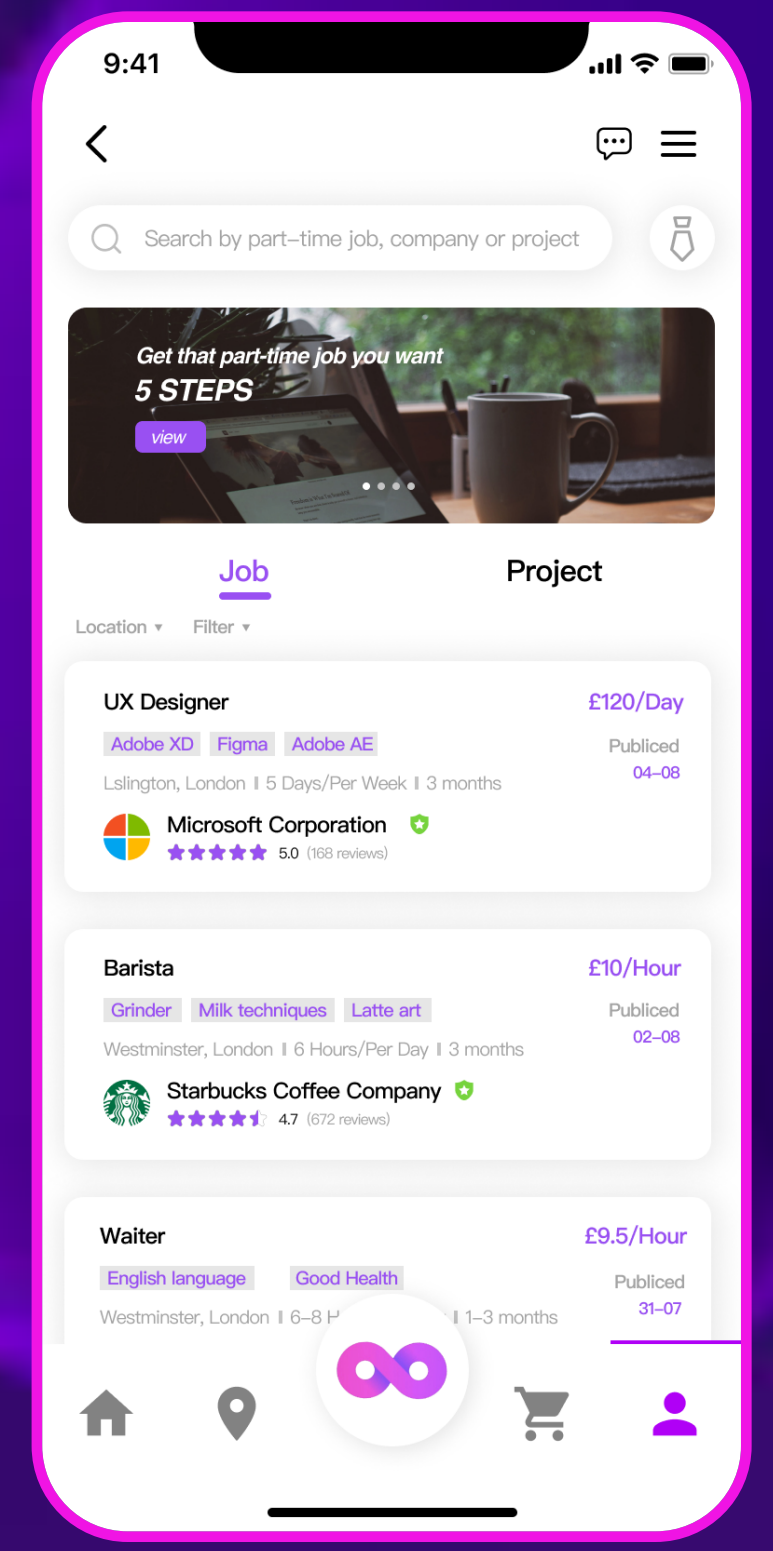 9:41
Search by part-time job, company or project
Get that part-time job you want
5 STEPS
view
Job Project
Location ▼ Filter ▼
UX Designer £120/Day
Adobe XD Figma Adobe AE Publiced
04-08
Lslington, London || 5 Days/Per Week || 3 months
Microsoft Corporation
5.0 (168 reviews)
Barista £10/Hour
Grinder Milk techniques Latte art Publiced
02-08
Westminster, London || 6 Hours/Per Day || 3 months
Starbucks Coffee Company
4.7 (672 reviews)
Waiter £9.5/Hour
English language Good Health Publiced
31-07
Westminster, London || 6-8 H || 1-3 months